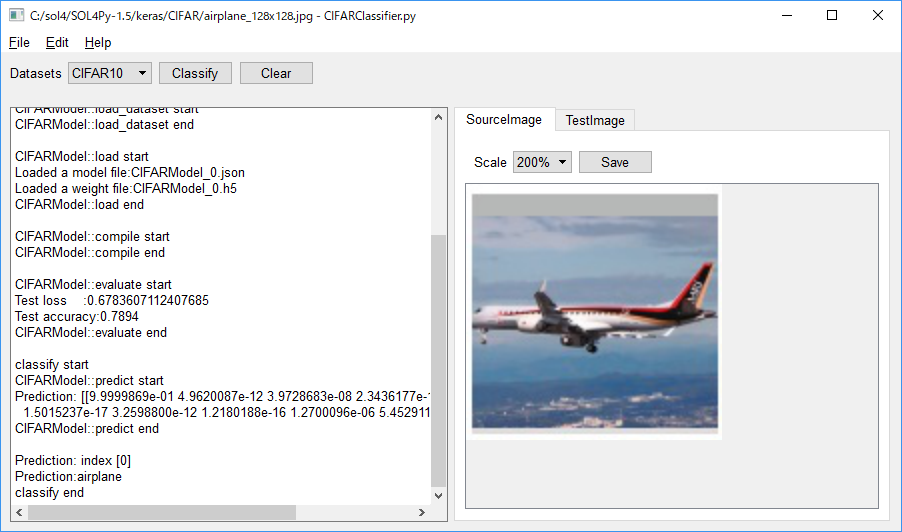 C:/sol4/SOL4Py-1.5/keras/CIFAR/airplane_128x128.jpg - CIFARClassifier.py
File Edit Help
Datasets CIFAR10 Classify Clear
CIFARModel::load_dataset start
CIFARModel::load_dataset end
CIFARModel::load start
Loaded a model file:CIFARModel_0.json
Loaded a weight file:CIFARModel_0.h5
CIFARModel::load end
CIFARModel::compile start
CIFARModel::compile end
CIFARModel::evaluate start
Test loss :0.6783607112407685
Test accuracy:0.7894
CIFARModel::evaluate end
classify start
CIFARModel::predict start
Prediction: [[9.9999869e-01 4.9620087e-12 3.9728683e-08 2.3436177e-1
1.5015237e-17 3.2598800e-12 1.2180188e-16 1.2700096e-06 5.452911
CIFARModel::predict end
Prediction: index [0]
Prediction:airplane
classify end
SourceImage TestImage
Scale 200% Save